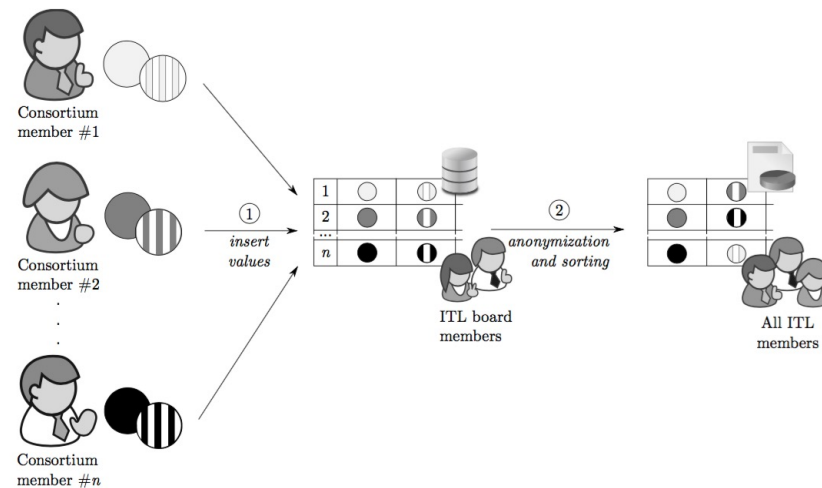 Consortium
member #1
Consortium
member #2
.
.
.
Consortium
member #n
1
insert
values
1
2
...
n
ITL board
members
2
anonymization
and sorting
All ITL
members